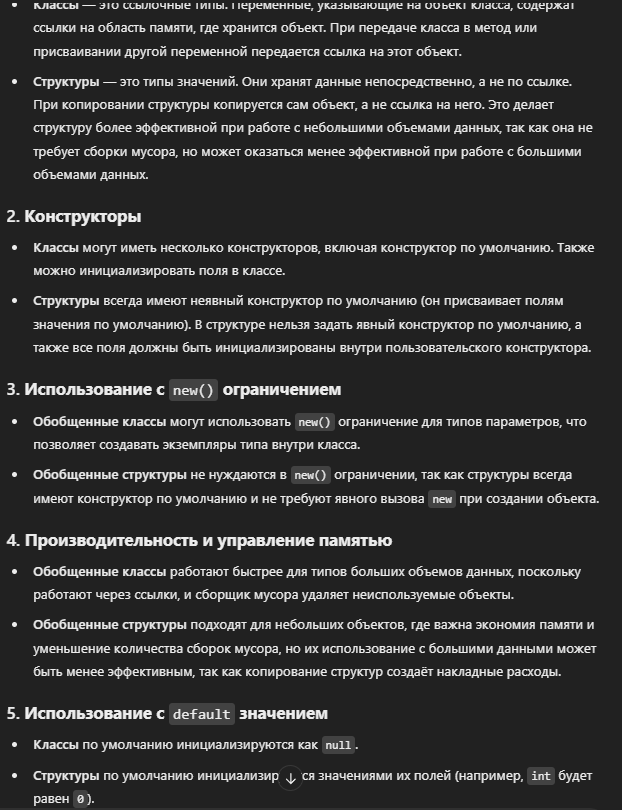 Классы — это ссылочные типы. Переменные, указывающие на объект класса, содержат
ссылки на область памяти, где хранится объект. При передаче класса в метод или
присваивании другой переменной передается ссылка на этот объект.
Структуры — это типы значений. Они хранят данные непосредственно, а не по ссылке.
При копировании структуры копируется сам объект, а не ссылка на него. Это делает
структуру более эффективной при работе с небольшими объемами данных, так как она не
требует сборки мусора, но может оказаться менее эффективной при работе с большими
объемами данных.
2. Конструкторы
Классы могут иметь несколько конструкторов, включая конструктор по умолчанию. Также
можно инициализировать поля в классе.
Структуры всегда имеют неявный конструктор по умолчанию (он присваивает полям
значения по умолчанию). В структуре нельзя задать явный конструктор по умолчанию, а
также все поля должны быть инициализированы внутри пользовательского конструктора.
3. Использование с new() ограничением
Обобщенные классы могут использовать new() ограничение для типов параметров, что
позволяет создавать экземпляры типа внутри класса.
Обобщенные структуры не нуждаются в new() ограничении, так как структуры всегда
имеют конструктор по умолчанию и не требуют явного вызова new при создании объекта.
4. Производительность и управление памятью
Обобщенные классы работают быстрее для типов больших объемов данных, поскольку
работают через ссылки, и сборщик мусора удаляет неиспользуемые объекты.
Обобщенные структуры подходят для небольших объектов, где важна экономия памяти и
уменьшение количества сборок мусора, но их использование с большими данными может
быть менее эффективным, так как копирование структур создаёт накладные расходы.
5. Использование с default значением
Классы по умолчанию инициализируются как null.
Структуры по умолчанию значениями их полей (например, int будет
равен 0).